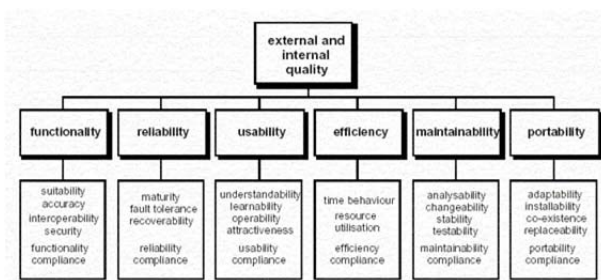 external and
internal
quality
functionality
reliability
usability
efficiency
maintainability
portability
suitability
accuracy
interoperability
security
functionality
compliance
maturity
fault tolerance
recoverability
reliability
compliance
understandability
learnability
operability
attractiveness
usability
compliance
time behaviour
resource
utilisation
efficiency
compliance
analysability
changeability
stability
testability
maintainability
compliance
adaptability
installability
co-existence
replaceability
portability
compliance